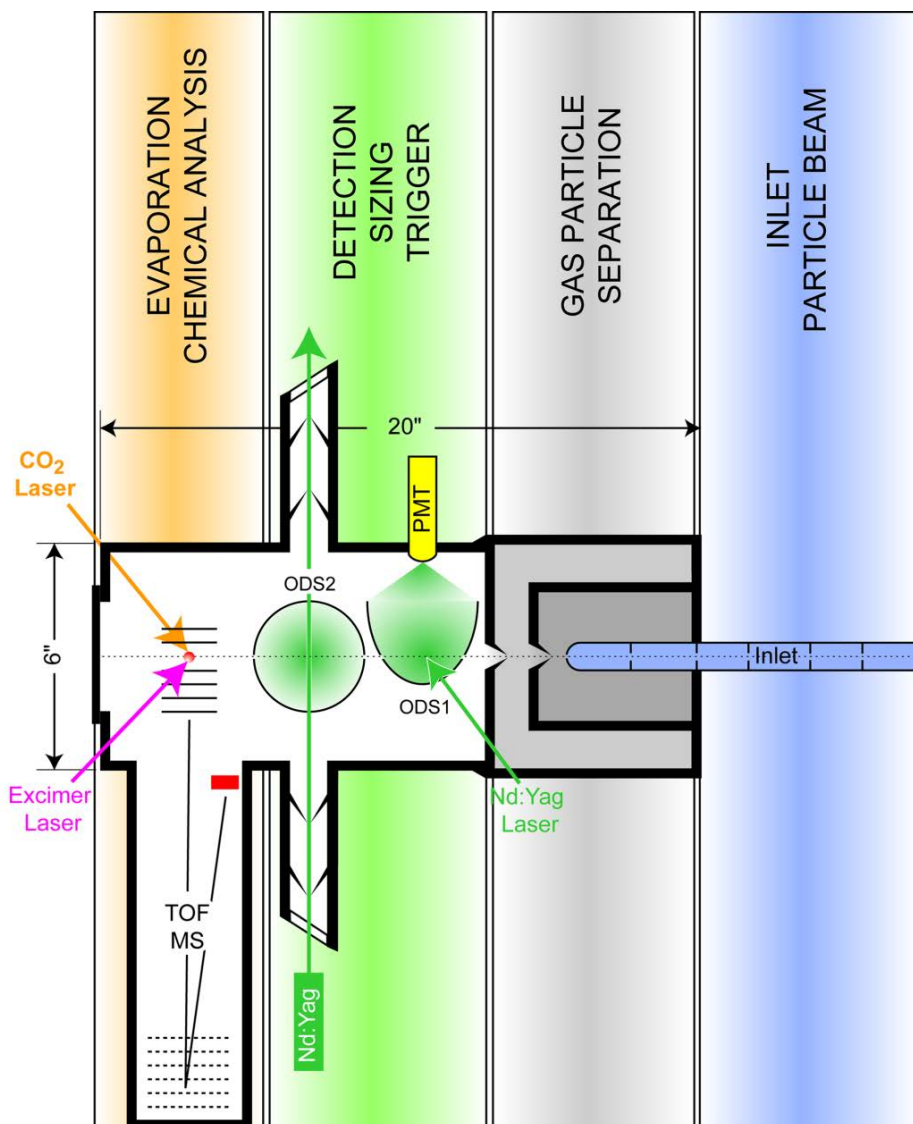 EVAPORATION
CHEMICAL ANALYSIS
DETECTION
SIZING
TRIGGER
GAS PARTICLE
SEPARATION
INLET
PARTICLE BEAM
20"
CO2
Laser
PMT
ODS2
6"
Inlet
ODS1
Excimer
Laser
Nd:Yag
Laser
TOF
MS
Nd:Yag